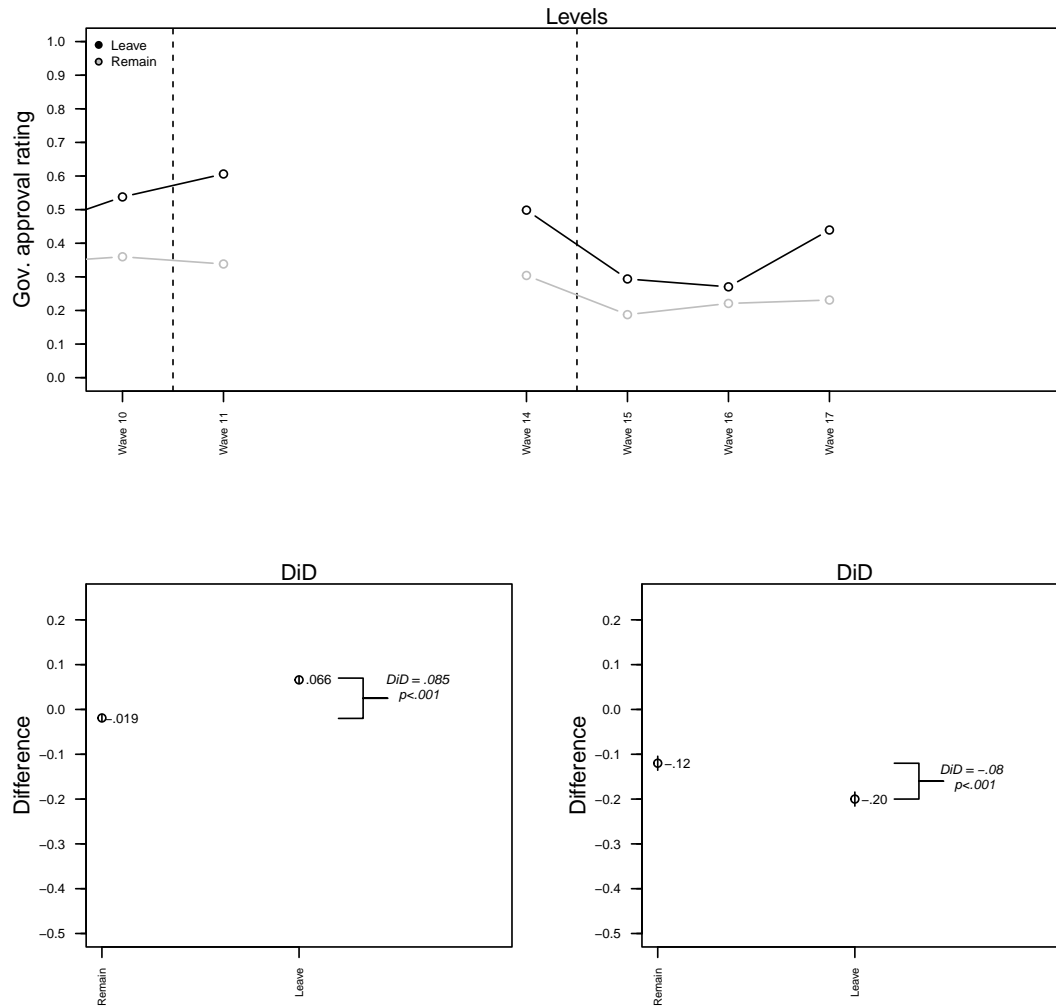 Levels
Gov. approval rating
1.0
0.9
0.8
0.7
0.6
0.5
0.4
0.3
0.2
0.1
0.0
Leave
Remain
Wave 10
Wave 11
Wave 14
Wave 15
Wave 16
Wave 17
DiD
Difference
0.2
0.1
0.0
−0.1
−0.2
−0.3
−0.4
−0.5
−.019
.066
DiD = .085
p<.001
Remain
Leave
DiD
Difference
0.2
0.1
0.0
−0.1
−0.2
−0.3
−0.4
−0.5
−.12
−.20
DiD = −.08
p<.001
Remain
Leave